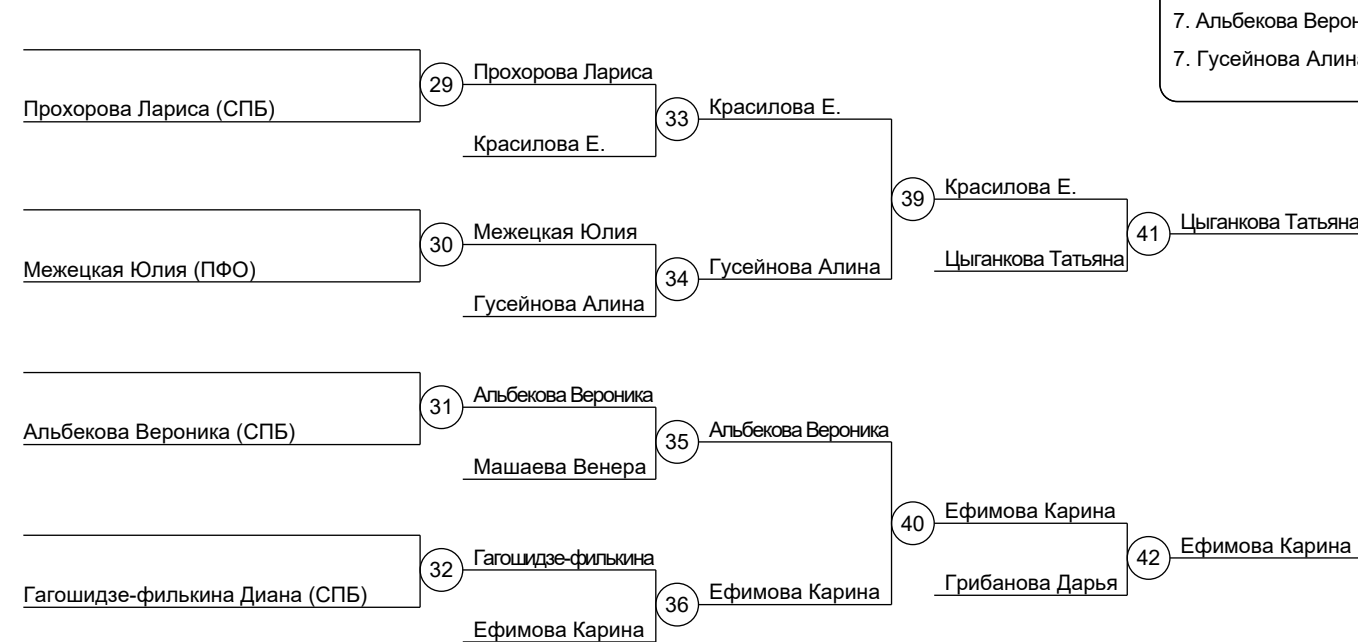 7. Альбекова
7. Гусейнова
Прохорова Лариса (СПБ)
29
Прохорова Лариса
Красилова Е.
33
Красилова Е.
Межецкая Юлия (ПФО)
30
Межецкая Юлия
Гусейнова Алина
34
Гусейнова Алина
39
Красилова Е.
Цыганкова Татьяна
41
Цыганкова Татьяна
Альбекова Вероника (СПБ)
31
Альбекова Вероника
Машаева Венера
35
Альбекова Вероника
Гагошидзе-филькина Диана (СПБ)
32
Гагошидзе-филькина
Ефимова Карина
36
Ефимова Карина
40
Ефимова Карина
Грибанова Дарья
42
Ефимова Карина